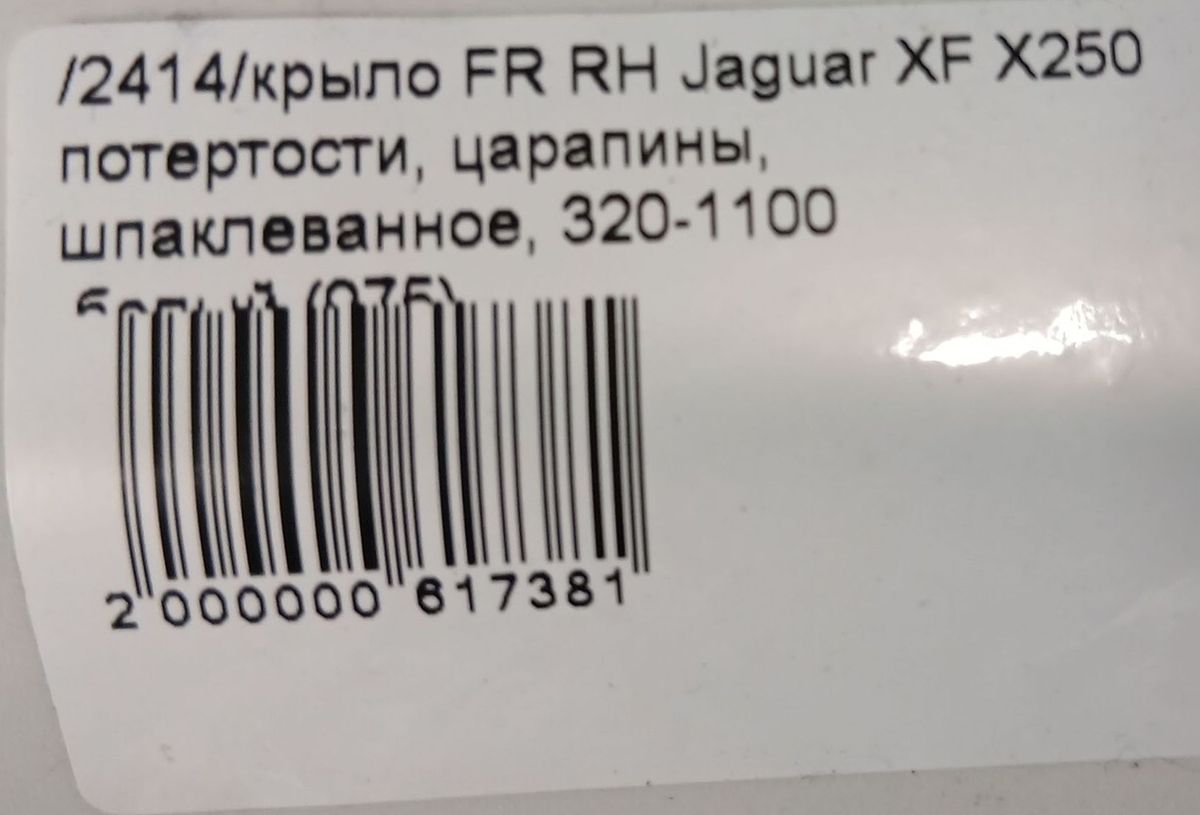 /2414/крыло FR RH Jaguar XF X250
потертости, царапины,
шпаклеванное, 320-1100
2 000000 617381